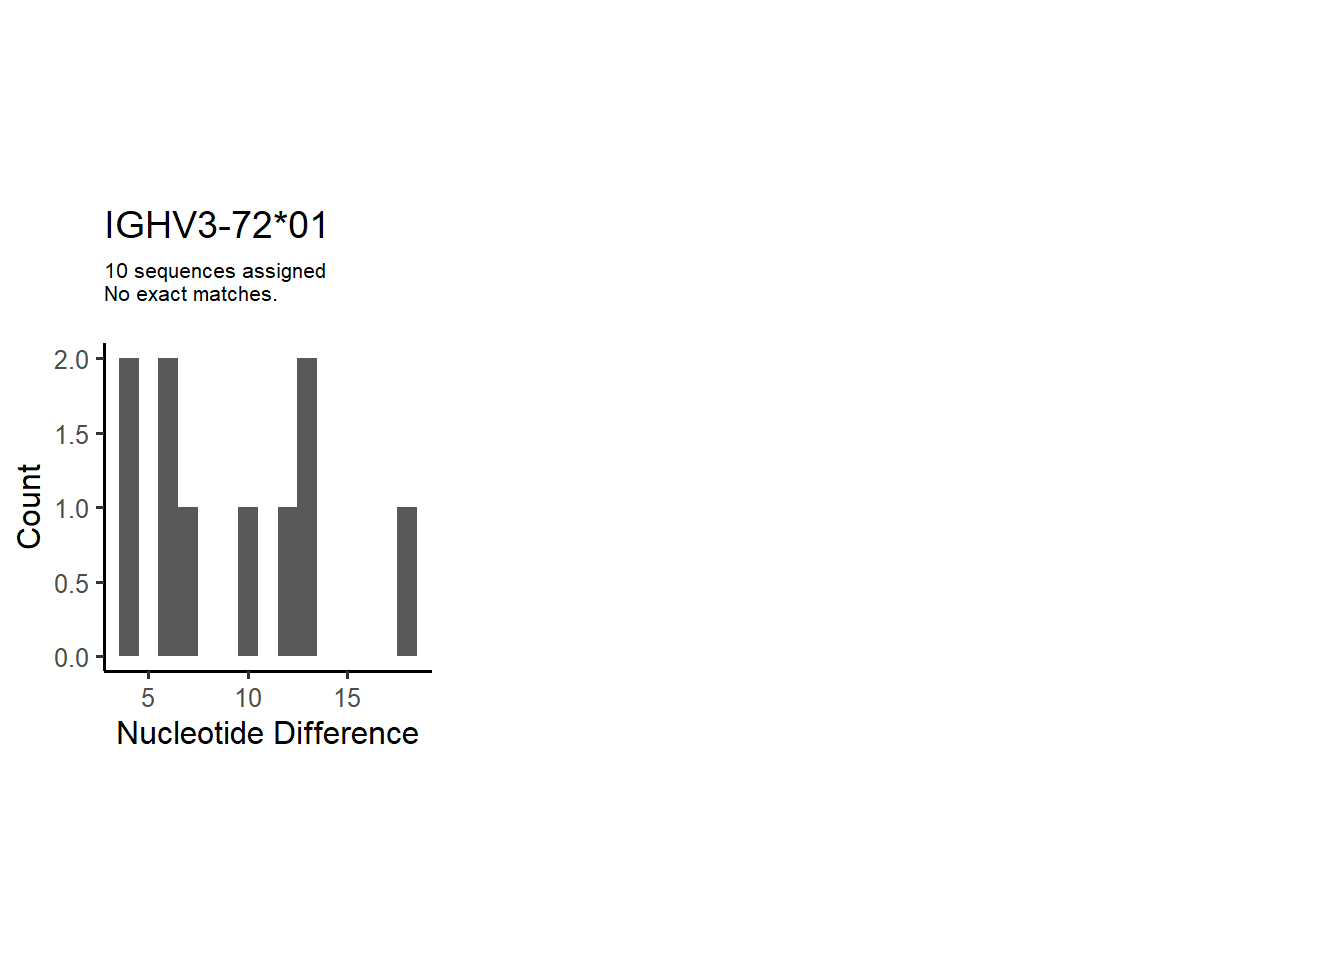 IGHV3-72*01
10 sequences assigned
No exact matches.
2.0
1.5
1.0
0.5
0.0
Count
5 10 15
Nucleotide Difference